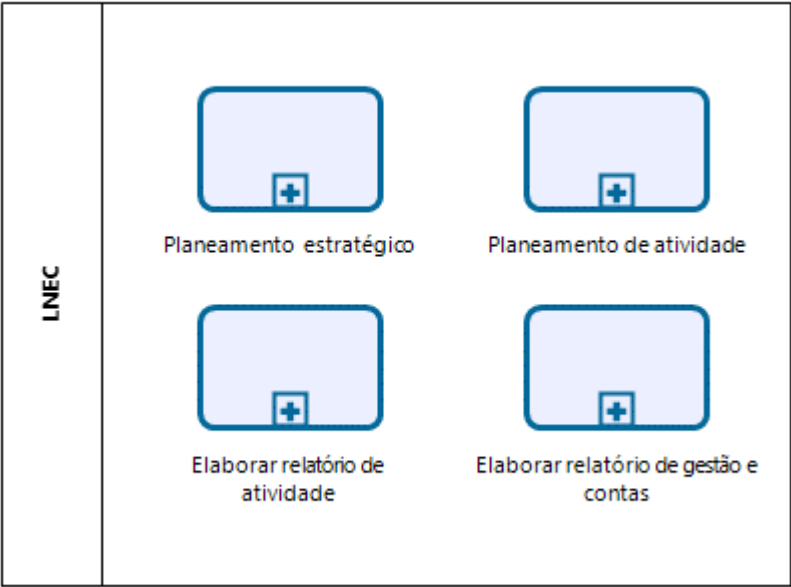 LNEC
Planeamento estratégico
Planeamento de atividade
Elaborar relatório de
atividade
Elaborar relatório de gestão e
contas